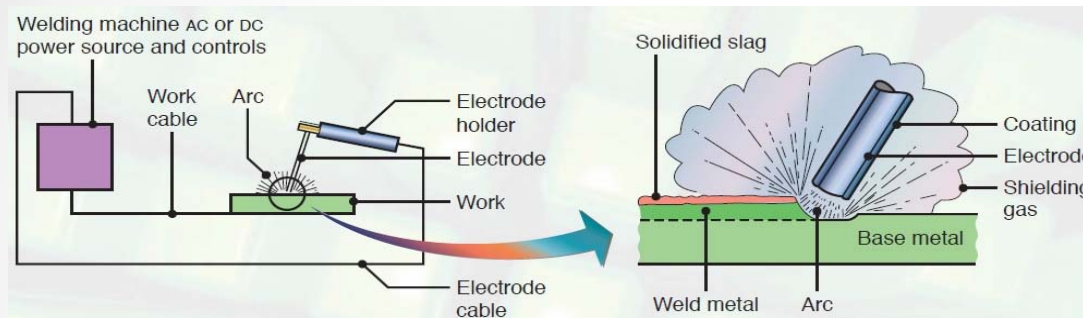 Welding machine AC or DC
power source and controls
Work
cable
Arc
Electrode
holder
Electrode
Work
Electrode
cable
Solidified slag
Coating
Electrode
Shielding
gas
Base metal
Weld metal
Arc